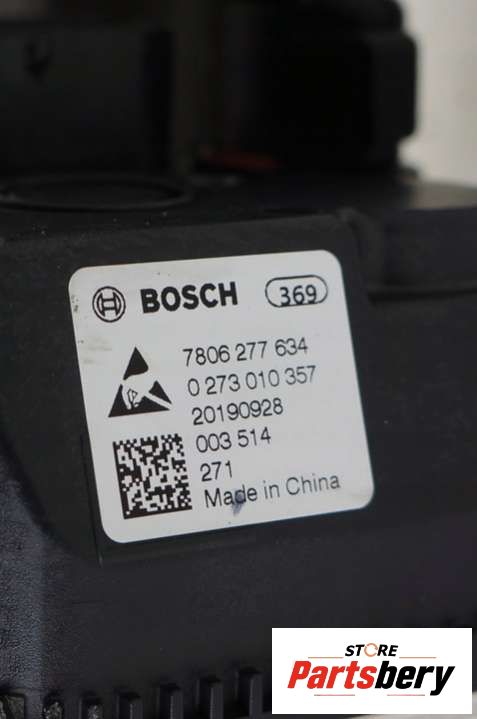 BOSCH 369
7806 277 634
0 273 010 357
20190928
003 514
271
Made in China
STORE
Partsbery